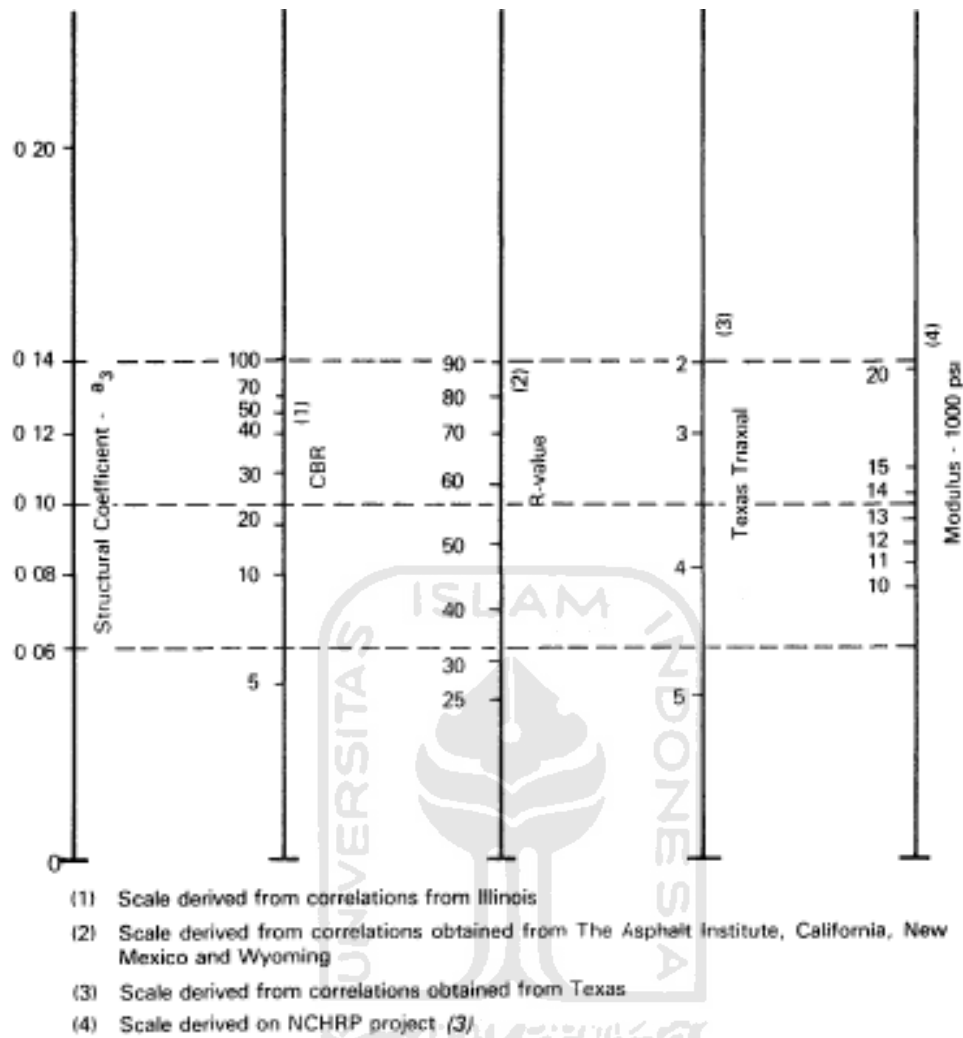 0 20
0 14
0 12
0 10
0 08
0 06
0
Structural Coefficient - a3
100
70
50
40
30
20
10
5
(1)
CBR
90
80
70
60
50
40
30
25
(2)
R-value
2
3
4
5
(3)
Texas Triaxial
20
15
14
13
12
11
10
(4)
Modulus - 1000 psi
UNIVERSITAS
ISLAM
INDONESIA
(1) Scale derived from correlations from Illinois
(2) Scale derived from correlations obtained from The Asphalt Institute, California, New
Mexico and Wyoming
(3) Scale derived from correlations obtained from Texas
(4) Scale derived on NCHRP project (3)